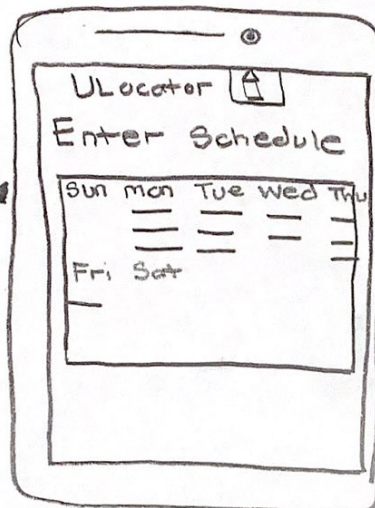 ULocator
Enter Schedule
Sun mon Tue Wed Thu
Fri Sat